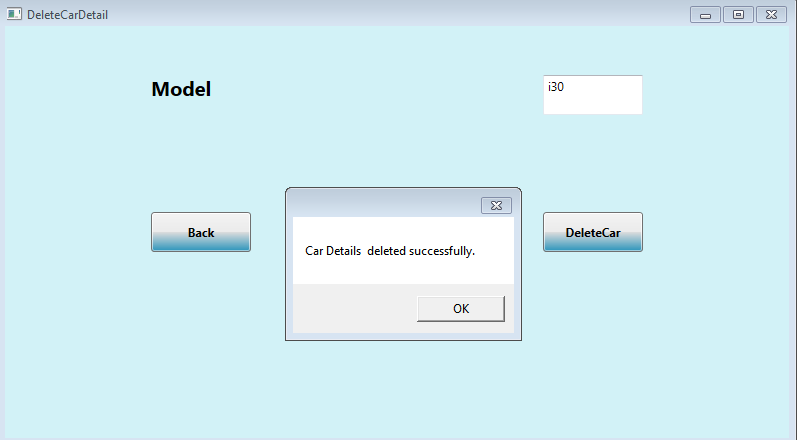 DeleteCarDetail
Model
i30
Back
Car Details  deleted successfully.
OK
DeleteCar